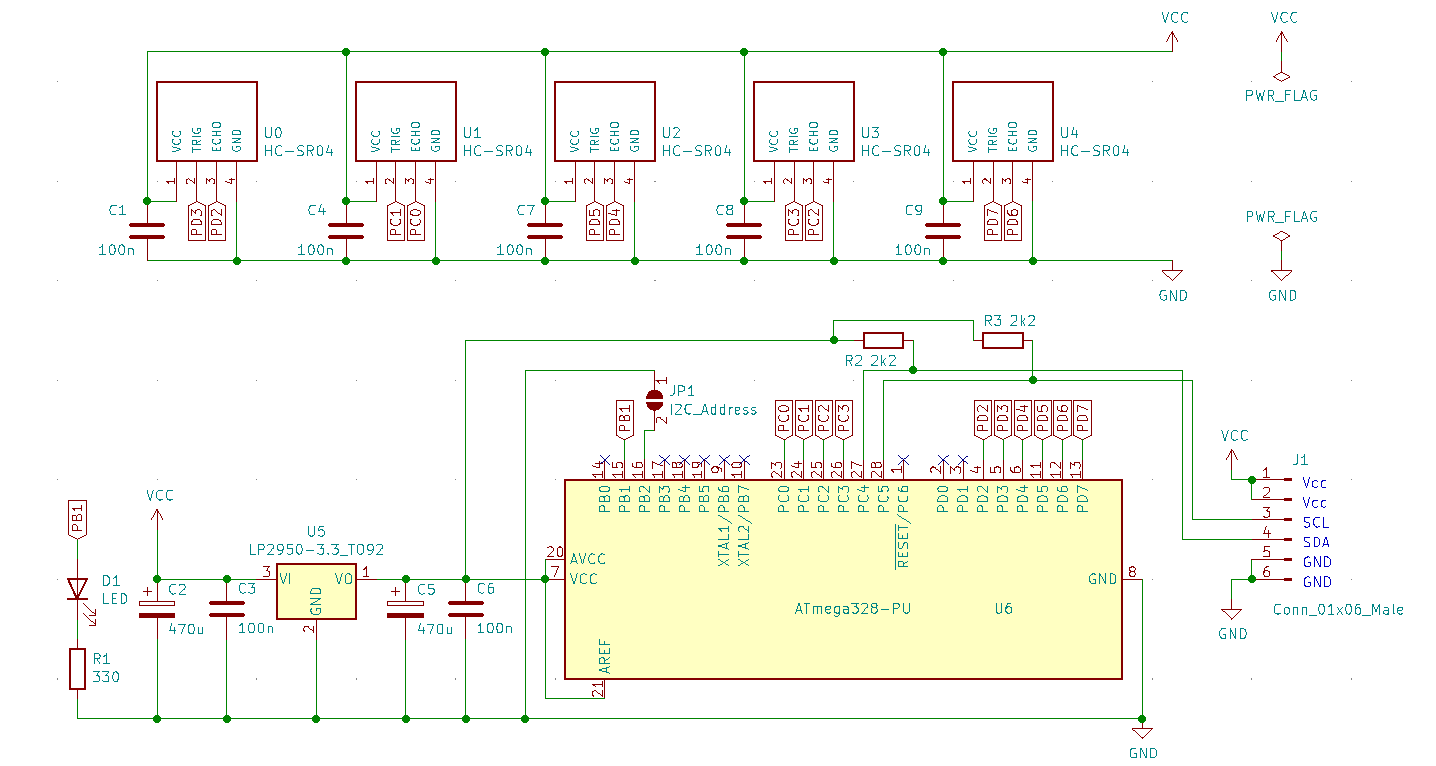 VCC
VCC
PWR_FLAG
VCC TRIG ECHO GND
U0
HC-SR04
1 2 3 4
PD3 PD2
C1
100n
VCC TRIG ECHO GND
U1
HC-SR04
1 2 3 4
PC1 PC0
C4
100n
VCC TRIG ECHO GND
U2
HC-SR04
1 2 3 4
PD5 PD4
C7
100n
VCC TRIG ECHO GND
U3
HC-SR04
1 2 3 4
PC3 PC2
C8
100n
VCC TRIG ECHO GND
U4
HC-SR04
1 2 3 4
PD7 PD6
C9
100n
GND
PWR_FLAG
GND
R3 2k2
R2 2k2
1
JP1
I2C_Address
2
PB1
PC0 PC1 PC2 PC3
PD2 PD3 PD4 PD5 PD6 PD7
14 15 16 17 18 19 9 10 23 24 25 26 27 28 1 2 3 4 5 6 11 12 13
PB0 PB1 PB2 PB3 PB4 PB5 XTAL1/PB6 XTAL2/PB7 PC0 PC1 PC2 PC3 PC4 PC5 RESET/PC6 PD0 PD1 PD2 PD3 PD4 PD5 PD6 PD7
20 AVCC
7 VCC
GND 8
ATmega328-PU U6
AREF
21
VCC
J1
1 Vcc
2 Vcc
3 SCL
4 SDA
5 GND
6 GND
Conn_01x06_Male
GND
PB1
D1
LED
R1
330
VCC
U5
LP2950-3.3_TO92
3 VI VO 1
GND
2
+ C2
470u
C3
100n
+ C5
470u
C6
100n
GND